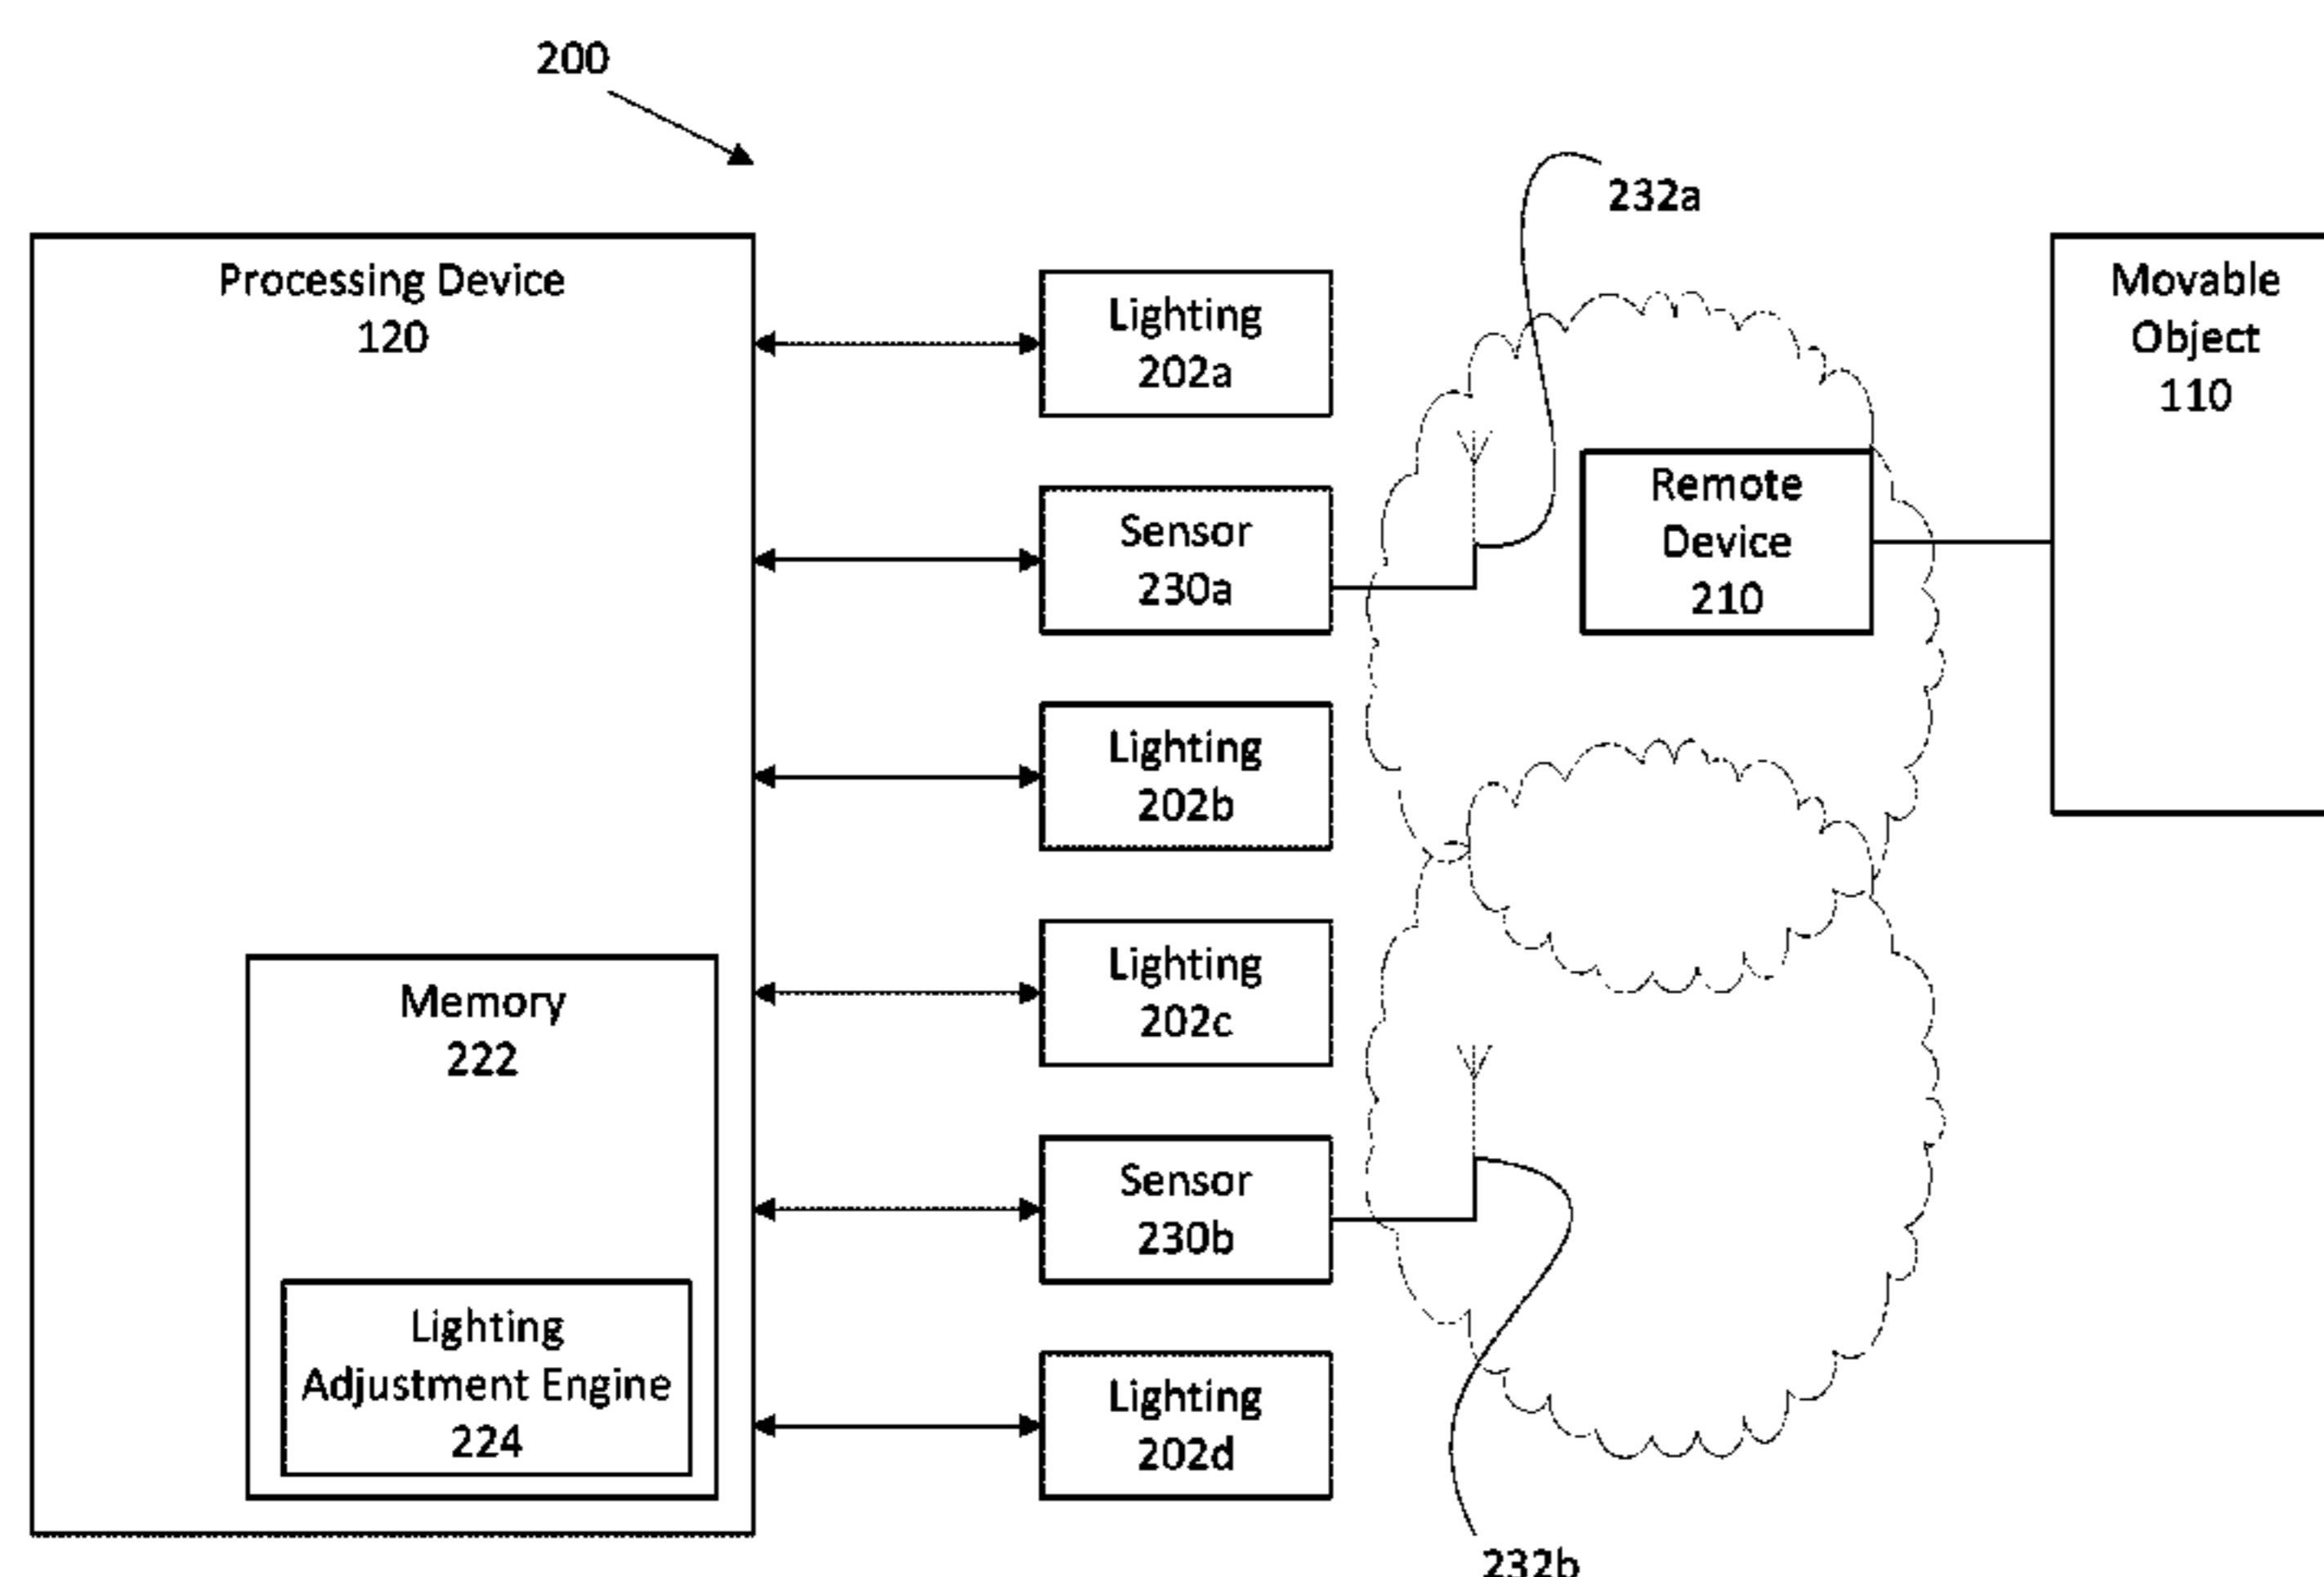 200
232a
Processing Device
120
Lighting
202a
Movable
Object
110
Sensor
230a
Remote
Device
210
Lighting
202b
Lighting
202c
Memory
222
Sensor
230b
Lighting
Adjustment Engine
224
Lighting
202d
232b